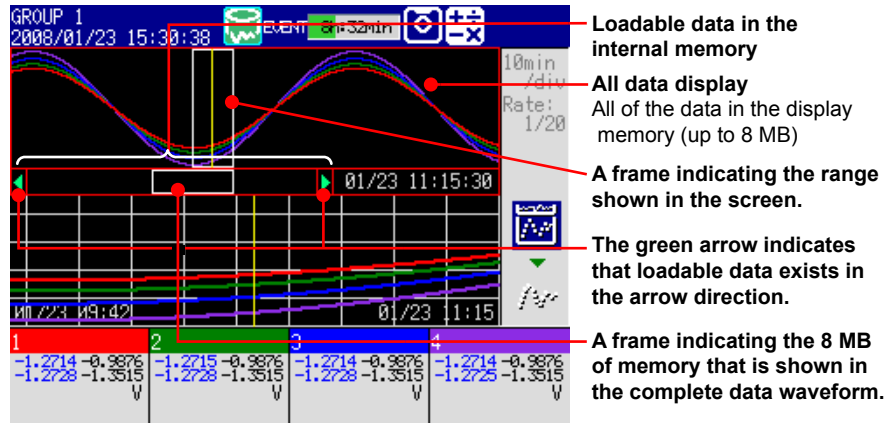 GROUP 1
2008/01/23 15:30:38
EVENT
8h:32min
10min
/div
Rate:
1/20
01/23 11:15:30
01/23 09:42
01/23 11:15
1 2 3 4
-1.2714 -0.9876 -1.2715 -0.9876 -1.2714 -0.9876 -1.2714 -0.9876
-1.2728 -1.3515 -1.2728 -1.3515 -1.2728 -1.3515 -1.2725 -1.3515
V V V V
Loadable data in the
internal memory
All data display
All of the data in the display
memory (up to 8 MB)
A frame indicating the range
shown in the screen.
The green arrow indicates
that loadable data exists in
the arrow direction.
A frame indicating the 8 MB
of memory that is shown in
the complete data waveform.